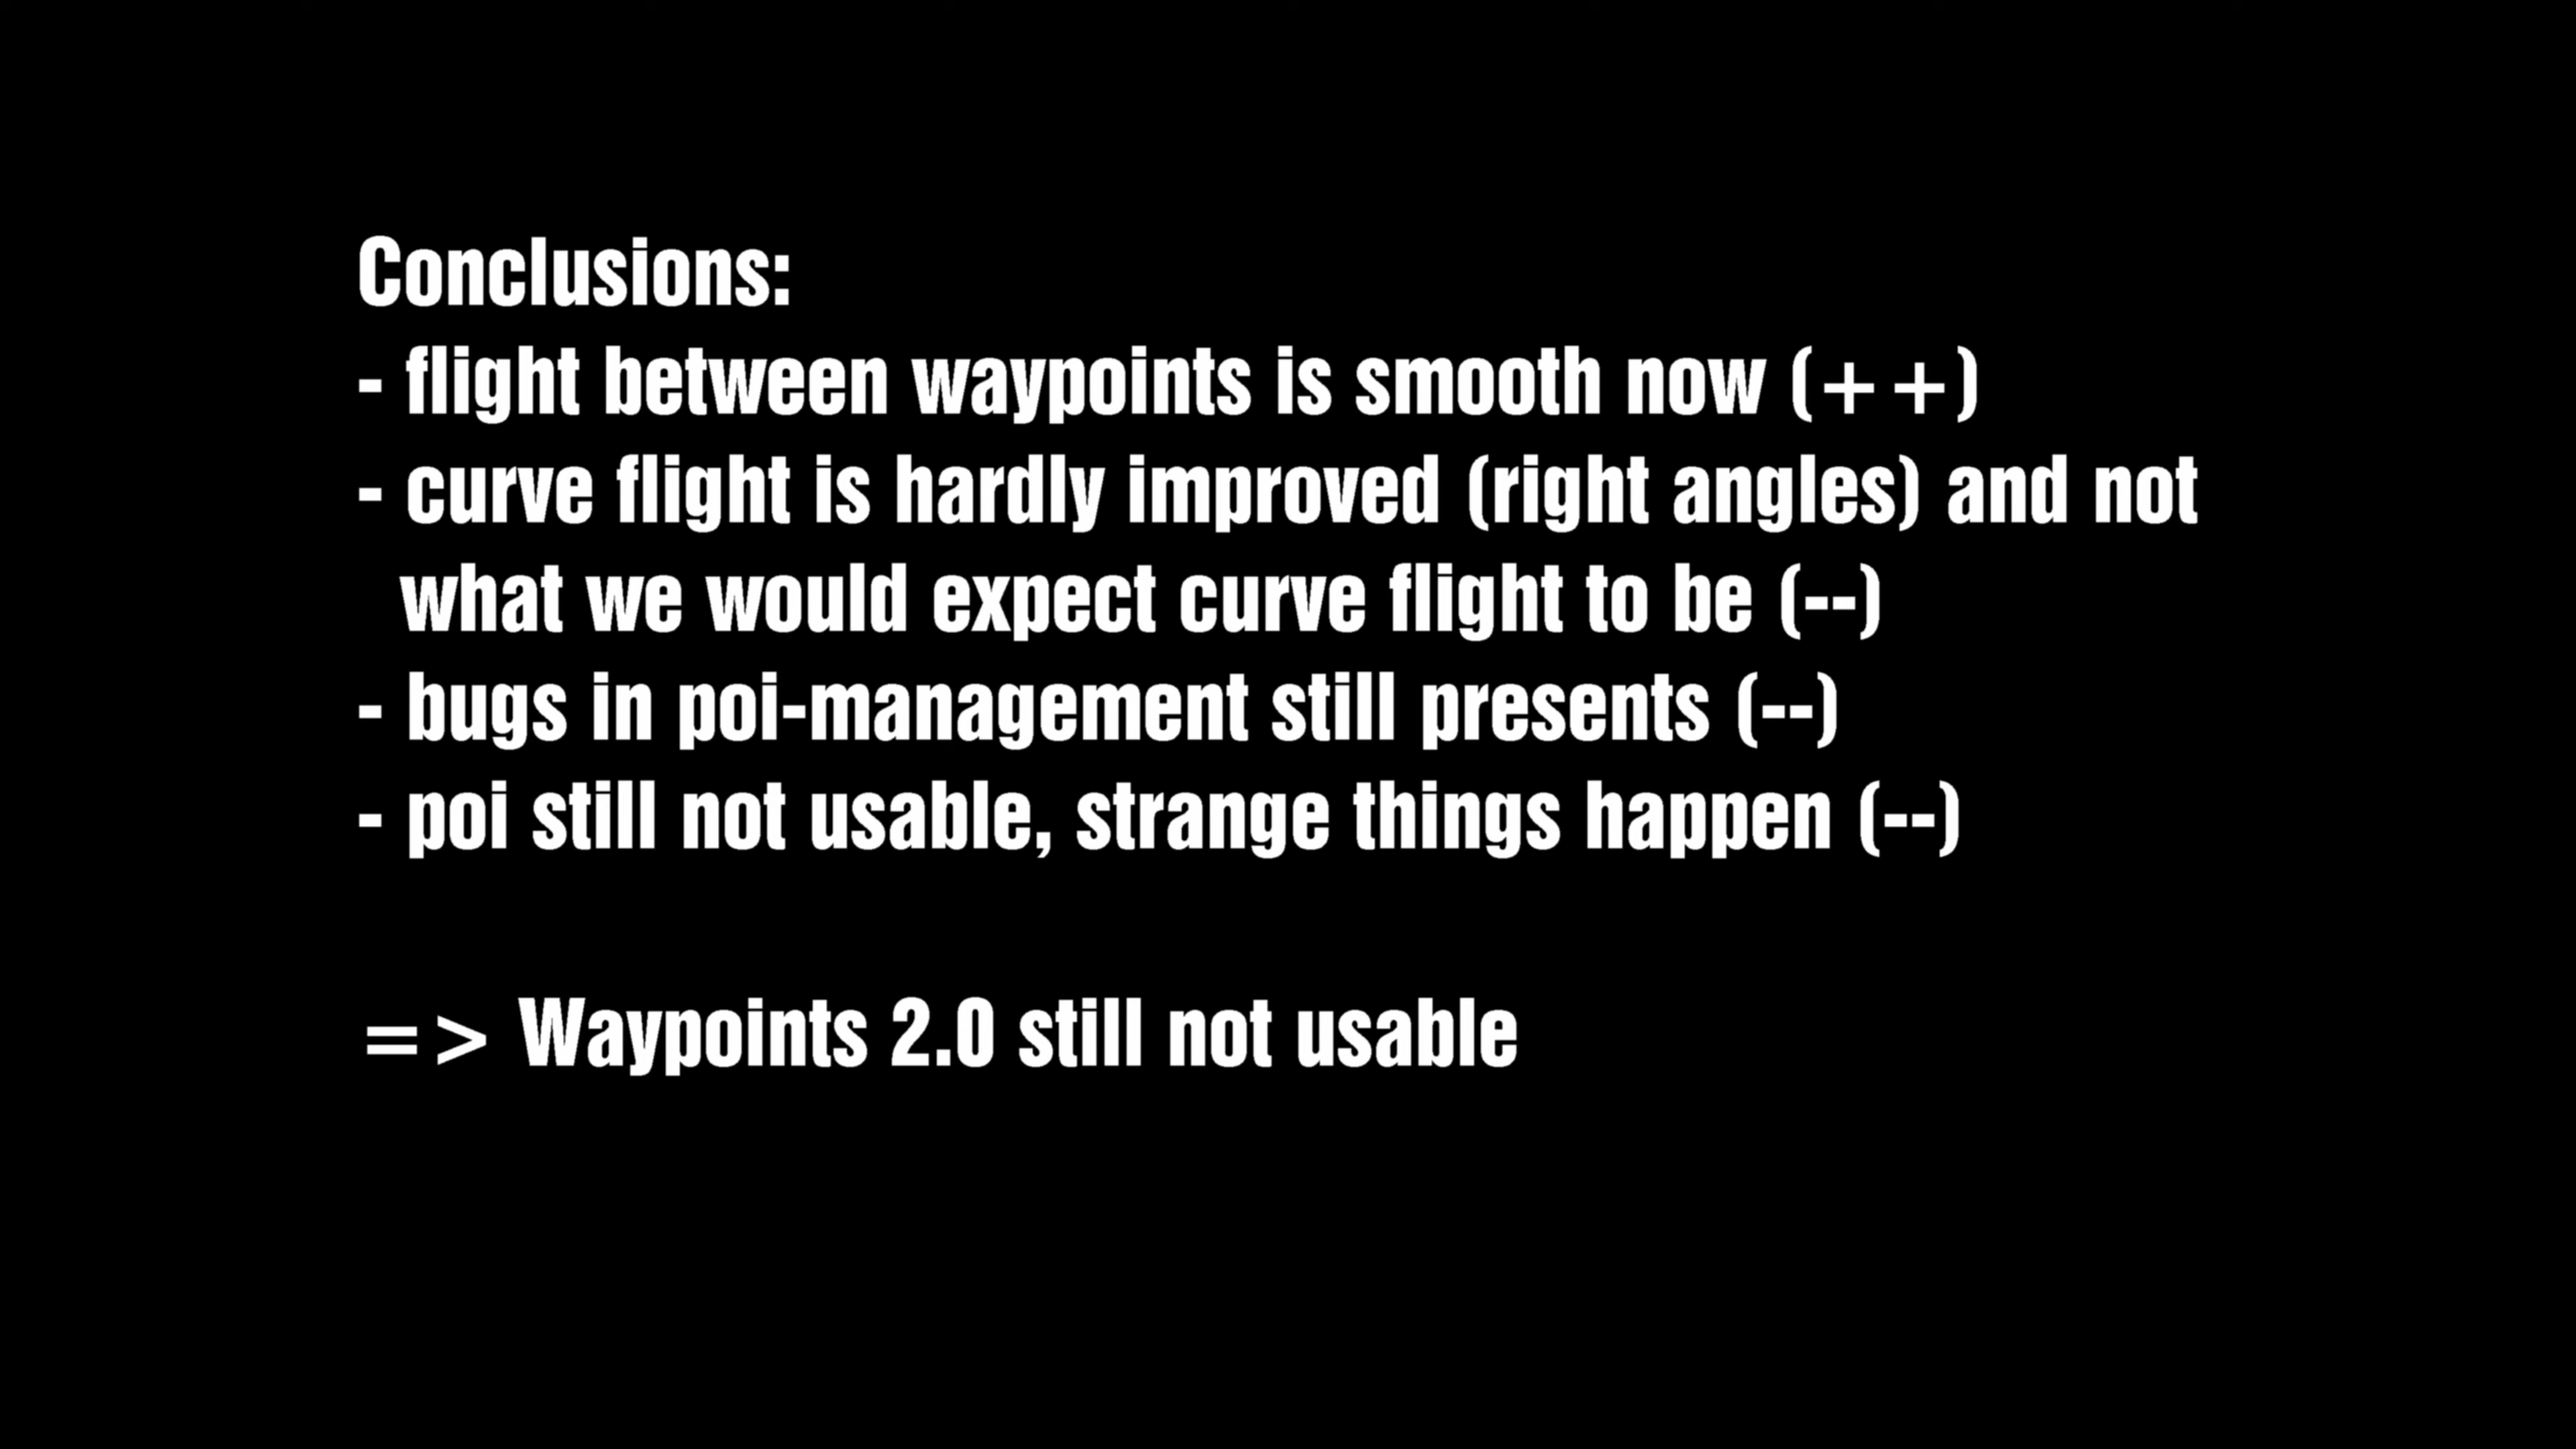 Conclusions:
- flight between waypoints is smooth now (++)
- curve flight is hardly improved (right angles) and not
what we would expect curve flight to be (--)
- bugs in poi-management still presents (--)
- poi still not usable, strange things happen (--)
=> Waypoints 2.0 still not usable